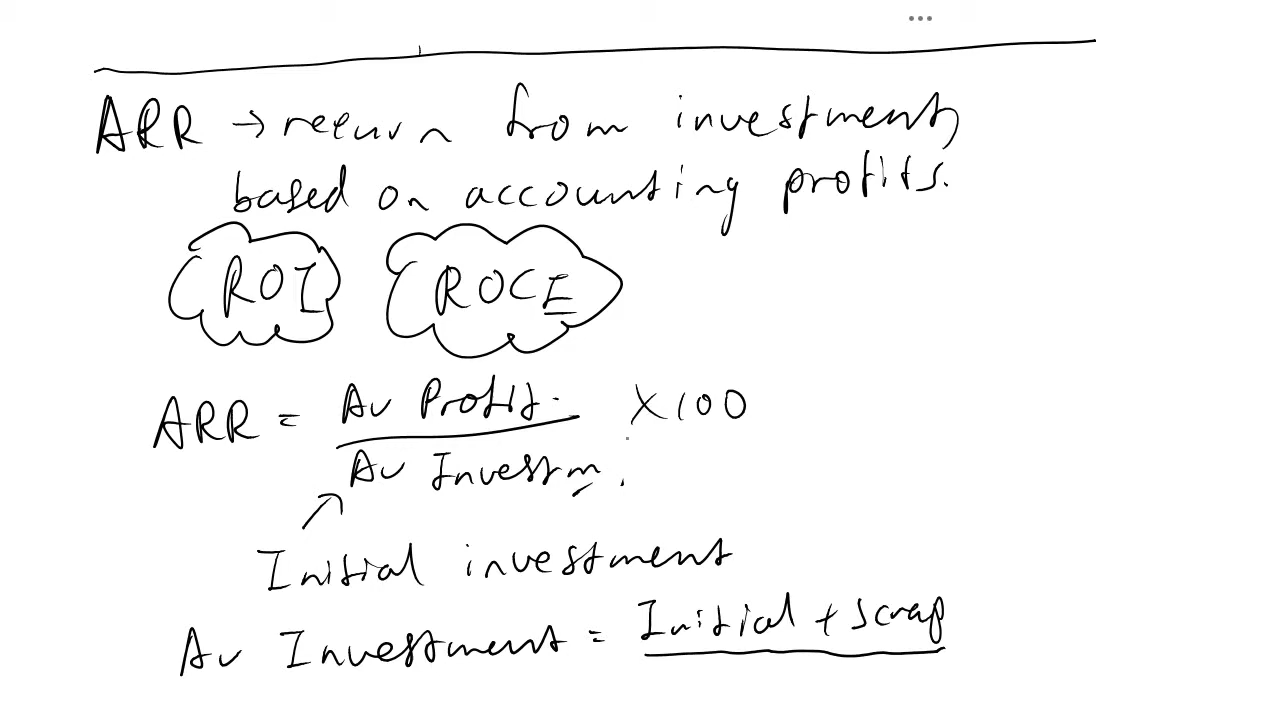 ARR → return from investment,
based on accounting profits.
ROI ROCE
ARR = Av Profit. X100
Av Investm.
Initial investment
Av Investment = Initial + scrap